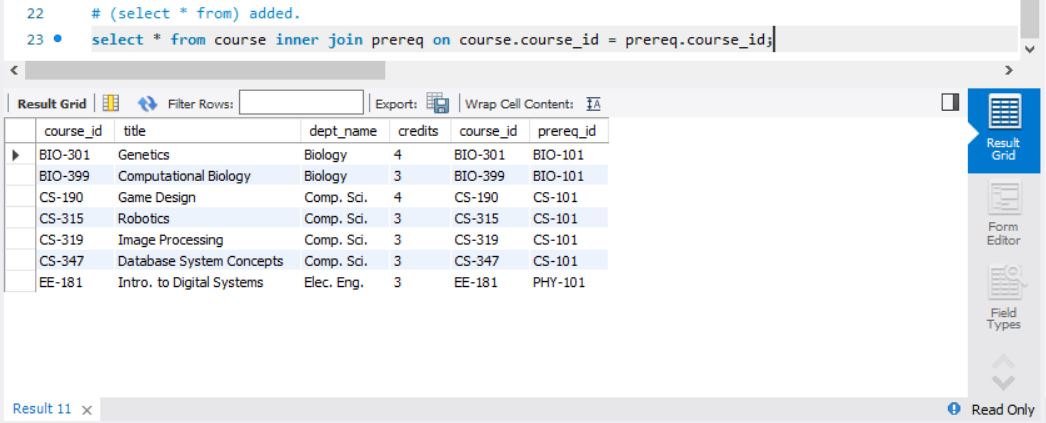 22 # (select * from) added.
23 select * from course inner join prereq on course.course_id = prereq.course_id;
Result Grid Filter Rows: Export: Wrap Cell Content:
course_id title dept_name credits course_id prereq_id
BIO-301 Genetics Biology 4 BIO-301 BIO-101
BIO-399 Computational Biology Biology 3 BIO-399 BIO-101
CS-190 Game Design Comp. Sci. 4 CS-190 CS-101
CS-315 Robotics Comp. Sci. 3 CS-315 CS-101
CS-319 Image Processing Comp. Sci. 3 CS-319 CS-101
CS-347 Database System Concepts Comp. Sci. 3 CS-347 CS-101
EE-181 Intro. to Digital Systems Elec. Eng. 3 EE-181 PHY-101
Result
Grid
Form
Editor
Field
Types
Result 11 Read Only